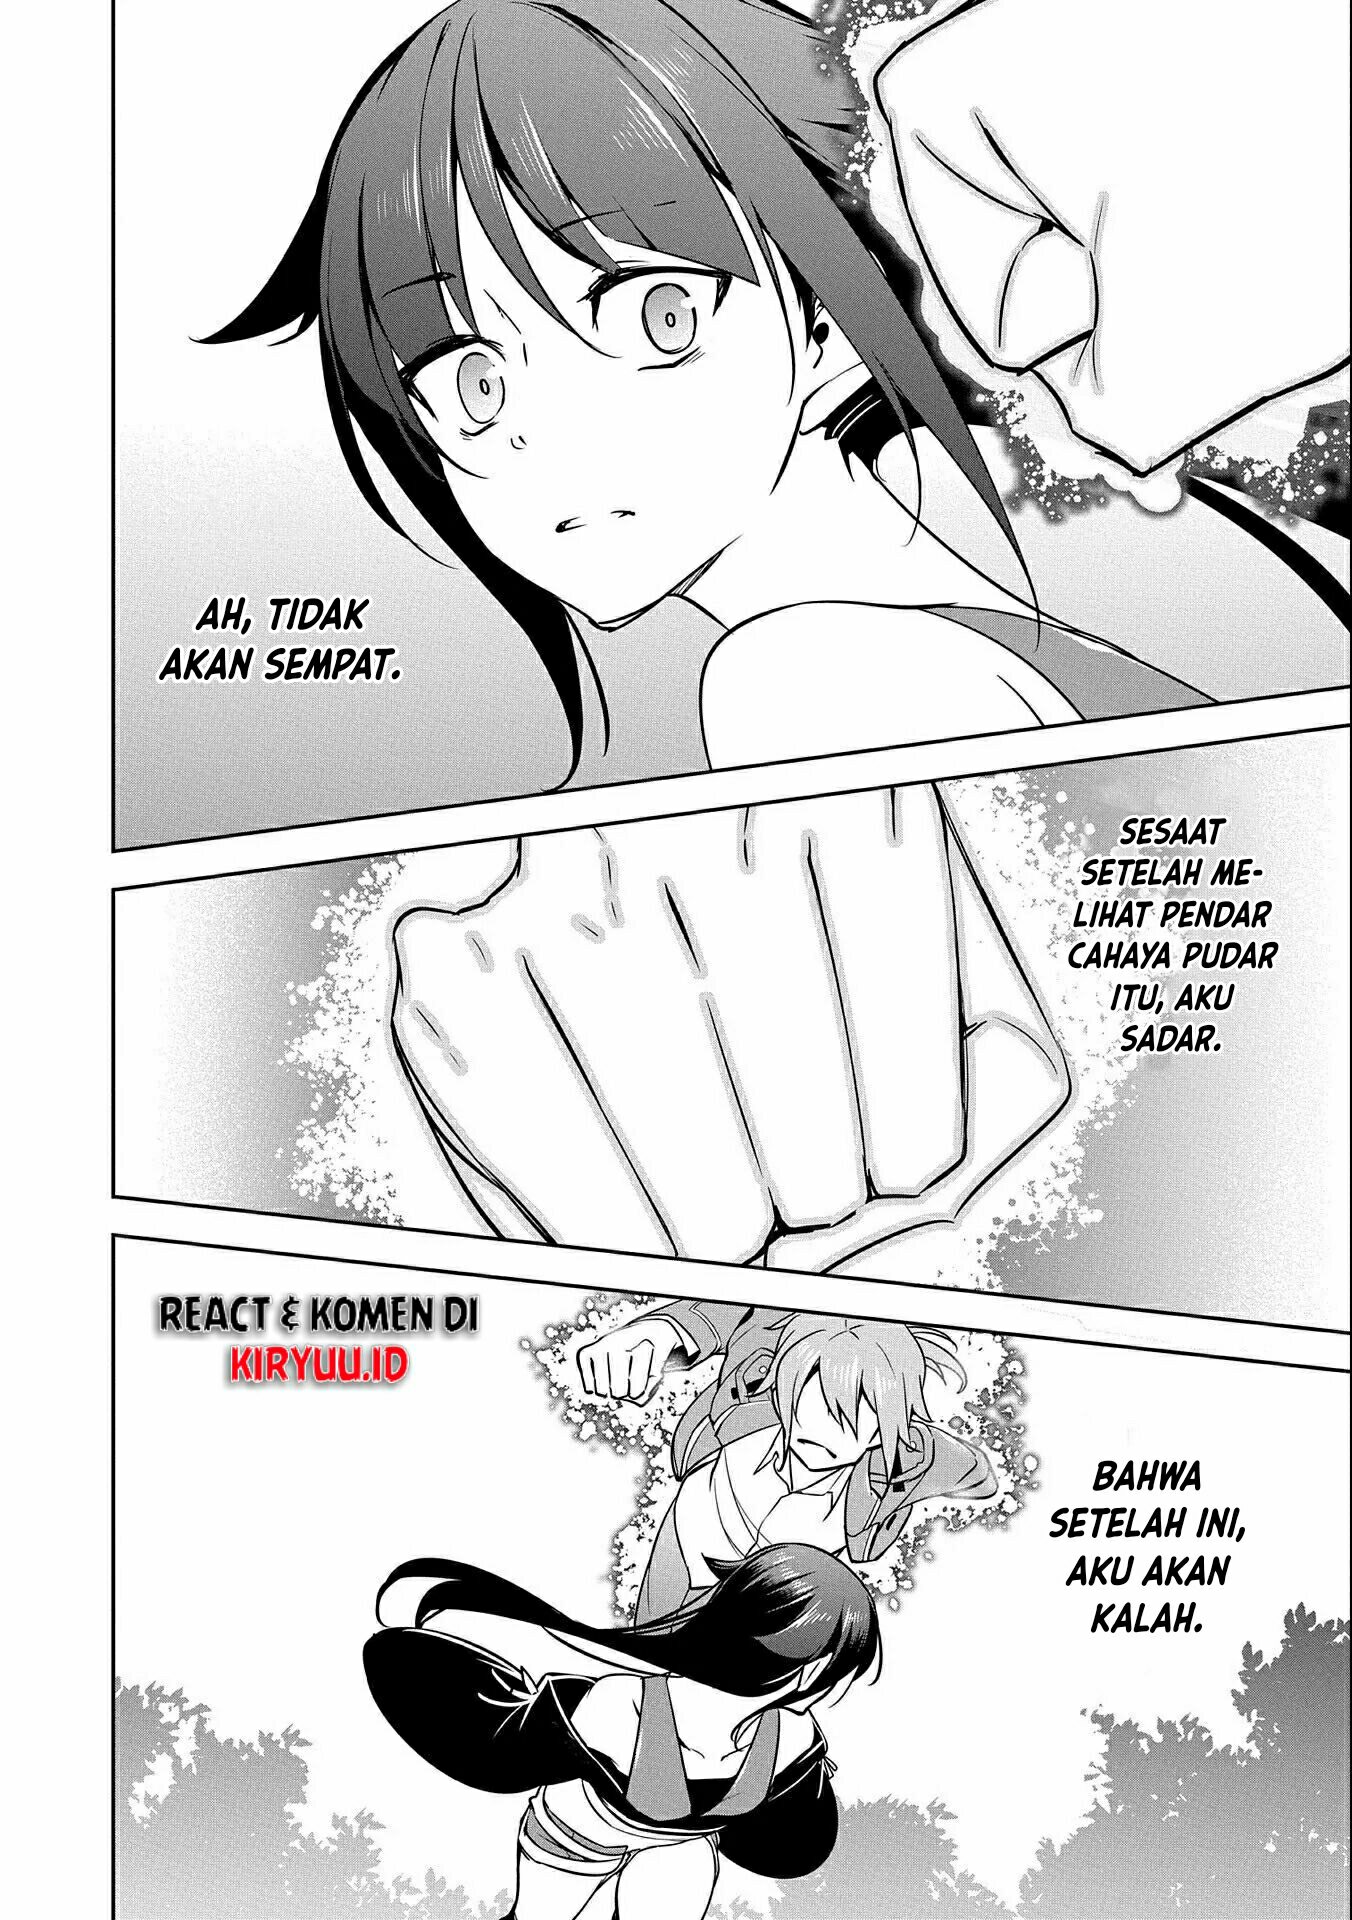 AH, TIDAK
AKAN SEMPAT.
SESAAT
SETELAH ME-
LIHAT PENDAR
CAHAYA PUDAR
ITU, AKU
SADAR.
REACT & KOMEN DI
KIRYUU.ID
BAHWA
SETELAH INI,
AKU AKAN
KALAH.